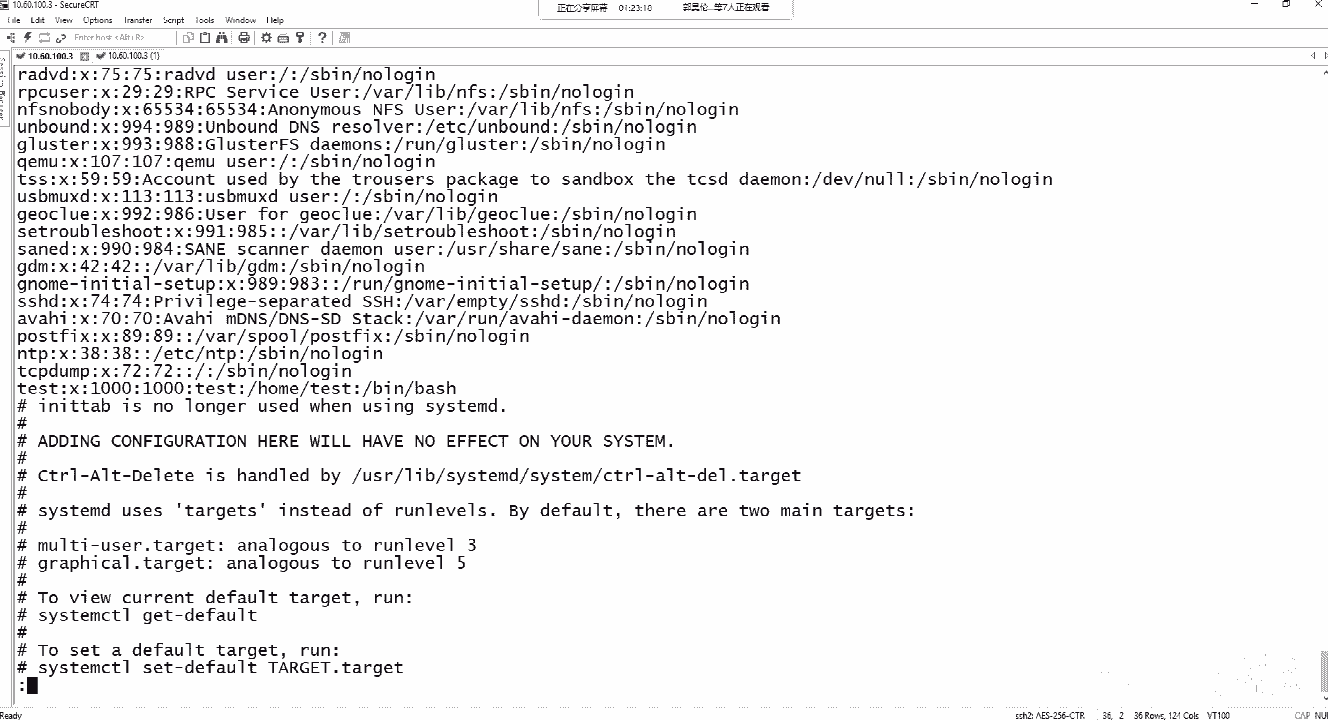 10.60.100.3 - SecureCRT
正在分享屏幕 01:23:18 等7人正在观看
File Edit View Options Transfer Script Tools Window Help
Enter host <Alt+R>
10.60.100.3 10.60.100.3 (1)
radvd:x:75:75:radvd user:/:/sbin/nologin
rpcuser:x:29:29:RPC Service User:/var/lib/nfs:/sbin/nologin
nfsnobody:x:65534:65534:Anonymous NFS User:/var/lib/nfs:/sbin/nologin
unbound:x:994:989:Unbound DNS resolver:/etc/unbound:/sbin/nologin
gluster:x:993:988:GlusterFS daemons:/run/gluster:/sbin/nologin
qemu:x:107:107:qemu user:/:/sbin/nologin
tss:x:59:59:Account used by the trousers package to sandbox the tcsd daemon:/dev/null:/sbin/nologin
usbmuxd:x:113:113:usbmuxd user:/:/sbin/nologin
geoclue:x:992:986:User for geoclue:/var/lib/geoclue:/sbin/nologin
setroubleshoot:x:991:985::/var/lib/setroubleshoot:/sbin/nologin
saned:x:990:984:SANE scanner daemon user:/usr/share/sane:/sbin/nologin
gdm:x:42:42::/var/lib/gdm:/sbin/nologin
gnome-initial-setup:x:989:983::/run/gnome-initial-setup/:/sbin/nologin
sshd:x:74:74:Privilege-separated SSH:/var/empty/sshd:/sbin/nologin
avahi:x:70:70:Avahi mDNS/DNS-SD Stack:/var/run/avahi-daemon:/sbin/nologin
postfix:x:89:89::/var/spool/postfix:/sbin/nologin
ntp:x:38:38::/etc/ntp:/sbin/nologin
tcpdump:x:72:72::/:/sbin/nologin
test:x:1000:1000:test:/home/test:/bin/bash
# inittab is no longer used when using systemd.
#
# ADDING CONFIGURATION HERE WILL HAVE NO EFFECT ON YOUR SYSTEM.
#
# Ctrl-Alt-Delete is handled by /usr/lib/systemd/system/ctrl-alt-del.target
#
# systemd uses 'targets' instead of runlevels. By default, there are two main targets:
#
# multi-user.target: analogous to runlevel 3
# graphical.target: analogous to runlevel 5
#
# To view current default target, run:
# systemctl get-default
#
# To set a default target, run:
# systemctl set-default TARGET.target
:
Ready ssh2: AES-256-CTR 36, 2 36 Rows, 124 Cols VT100 CAP NUM